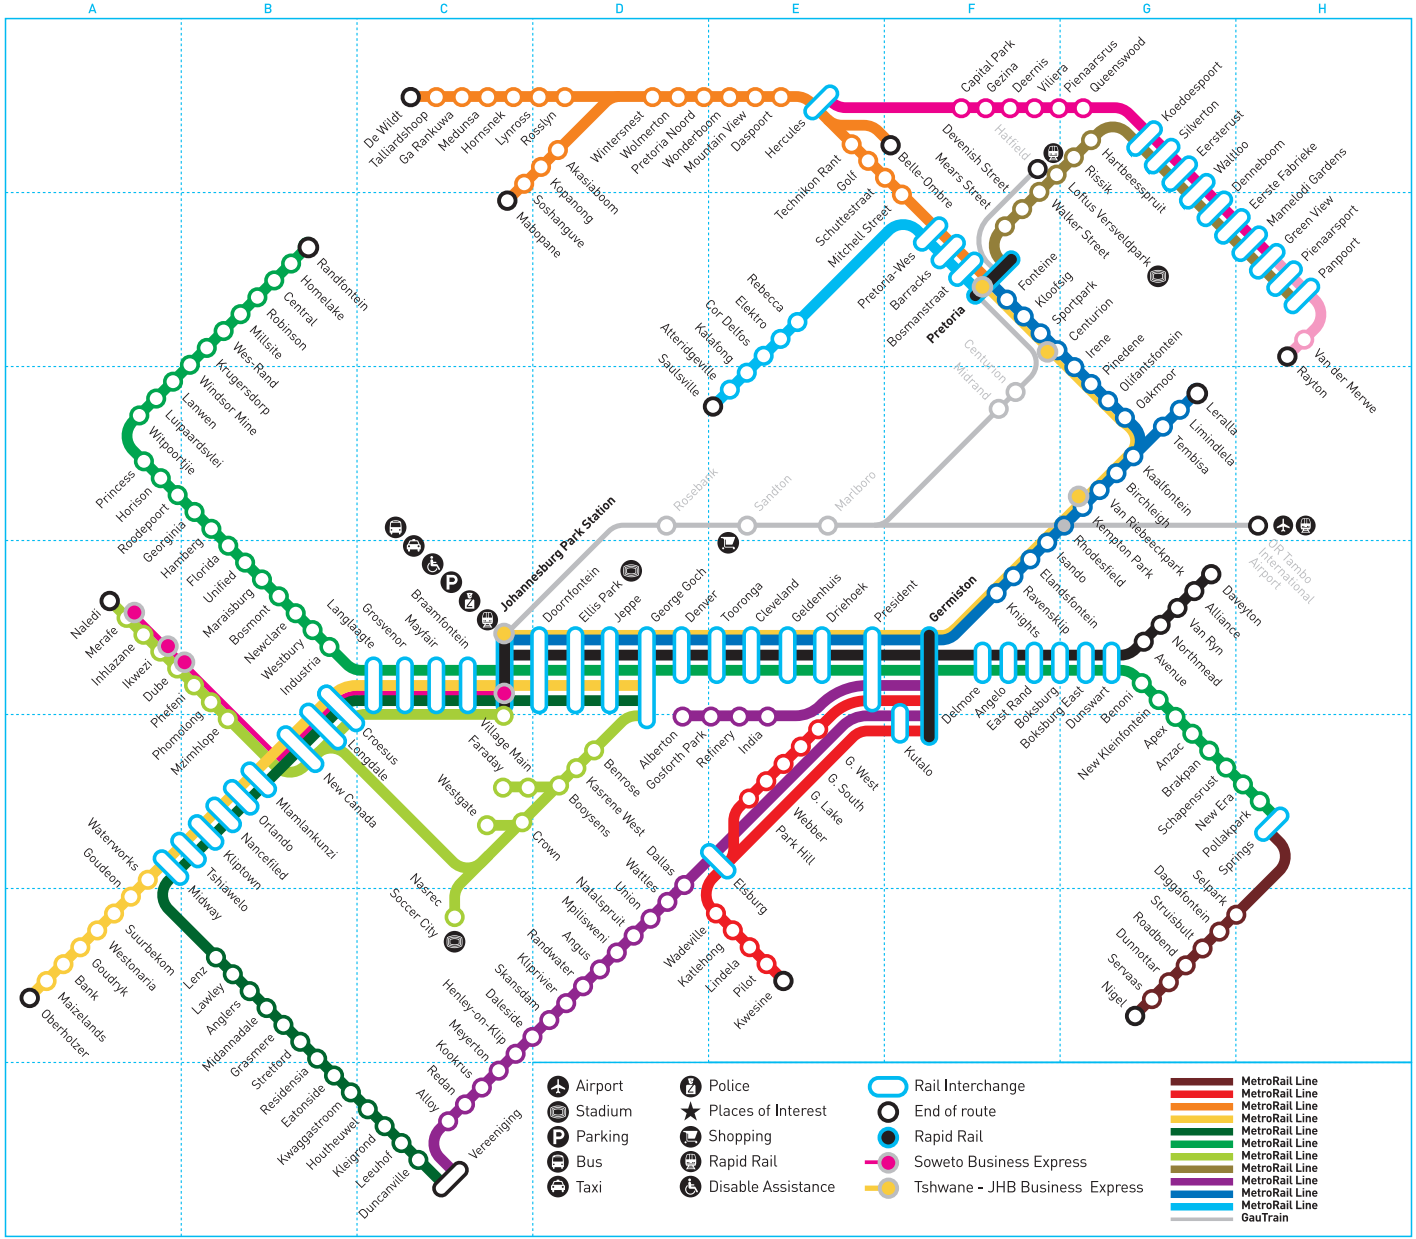 A B C D E F G H
De Wildt
Talliardshoop
Ga Rankuwa
Medunsa
Hornsnek
Lynross
Rosslyn
Wintersnest
Wolmerton
Pretoria Noord
Wonderboom
Mountain View
Daspoort
Hercules
Akasiaboom
Kopanong
Soshanguve
Mabopane
Belle-Ombre
Technikon Rant
Golf
Schuttestraat
Mitchell Street
Capital Park
Gezina
Deernis
Viliera
Pienaarsrus
Queenswood
Koedoespoort
Silverton
Eersterust
Waltloo
Denneboom
Eerste Fabrieke
Mamelodi Gardens
Green View
Pienaarsport
Panpoort
Van der Merwe
Rayton
Hatfield
Devenish Street
Mears Street
Hartbeesspruit
Rissik
Loftus Versveldpark
Walker Street
Pretoria-Wes
Barracks
Bosmanstraat
Pretoria
Rebecca
Elektro
Cor Delfos
Kalafong
Atteridgeville
Saulsville
Fonteine
Kloofsig
Sportpark
Centurion
Irene
Pinedene
Olifantsfontein
Oakmoor
Centurion
Midrand
Leralla
Limindlela
Tembisa
Kaalfontein
Birchleigh
Van Riebeeckpark
Kempton Park
Rhodesfield
Isando
Elandsfontein
Ravensklip
Knights
Rosebank
Sandton
Marlboro
OR Tambo
International
Airport
Randfontein
Homelake
Central
Robinson
Millsite
Wes-Rand
Krugersdorp
Windsor Mine
Lanwen
Luipaardsvlei
Witpoortjie
Princess
Horison
Roodepoort
Georginia
Hamberg
Florida
Unified
Maraisburg
Bosmont
Newclare
Westbury
Industria
Langlaagte
Grosvenor
Mayfair
Braamfontein
Johannesburg Park Station
Doornfontein
Ellis Park
Jeppe
George Goch
Denver
Tooronga
Cleveland
Geldenhuis
Driehoek
President
Germiston
Naledi
Merafe
Inhlazane
Ikwezi
Dube
Phefeni
Phomolong
Mzimhlope
Croesus
Longdale
New Canada
Mlamlankunzi
Orlando
Nancefiled
Kliptown
Tshiawelo
Midway
Waterworks
Goudeon
Suurbekom
Westonaria
Goudryk
Bank
Maizelands
Oberholzer
Village Main
Faraday
Westgate
Benrose
Kasrene West
Booysens
Crown
Nasrec
Soccer City
Alberton
Gosforth Park
Refinery
India
Kutalo
G. West
G. South
G. Lake
Webber
Park Hill
Elsburg
Wadeville
Katlehong
Lindela
Pilot
Kwesine
Delmore
Angelo
East Rand
Boksburg
Boksburg East
Dunswart
Benoni
New Kleinfontein
Apex
Anzac
Brakpan
Schapensrust
New Era
Pollakpark
Springs
Daveyton
Alliance
Van Ryn
Northmead
Avenue
Selpark
Daggafontein
Struisbult
Roadbend
Dunnottar
Servaas
Nigel
Dallas
Wattles
Union
Natalspruit
Mpilisweni
Angus
Randwater
Kliprivier
Skansdam
Daleside
Henley-on-Klip
Meyerton
Kookrus
Redan
Alloy
Vereeniging
Lenz
Lawley
Anglers
Midannadale
Grasmere
Stretford
Residensia
Eatonside
Kwaggastroom
Houtheuwel
Kleigrond
Leeuhof
Duncanville
Airport
Stadium
Parking
Bus
Taxi
Police
Places of Interest
Shopping
Rapid Rail
Disable Assistance
Rail Interchange
End of route
Rapid Rail
Soweto Business Express
Tshwane - JHB Business Express
MetroRail Line
MetroRail Line
MetroRail Line
MetroRail Line
MetroRail Line
MetroRail Line
MetroRail Line
MetroRail Line
MetroRail Line
MetroRail Line
MetroRail Line
GauTrain